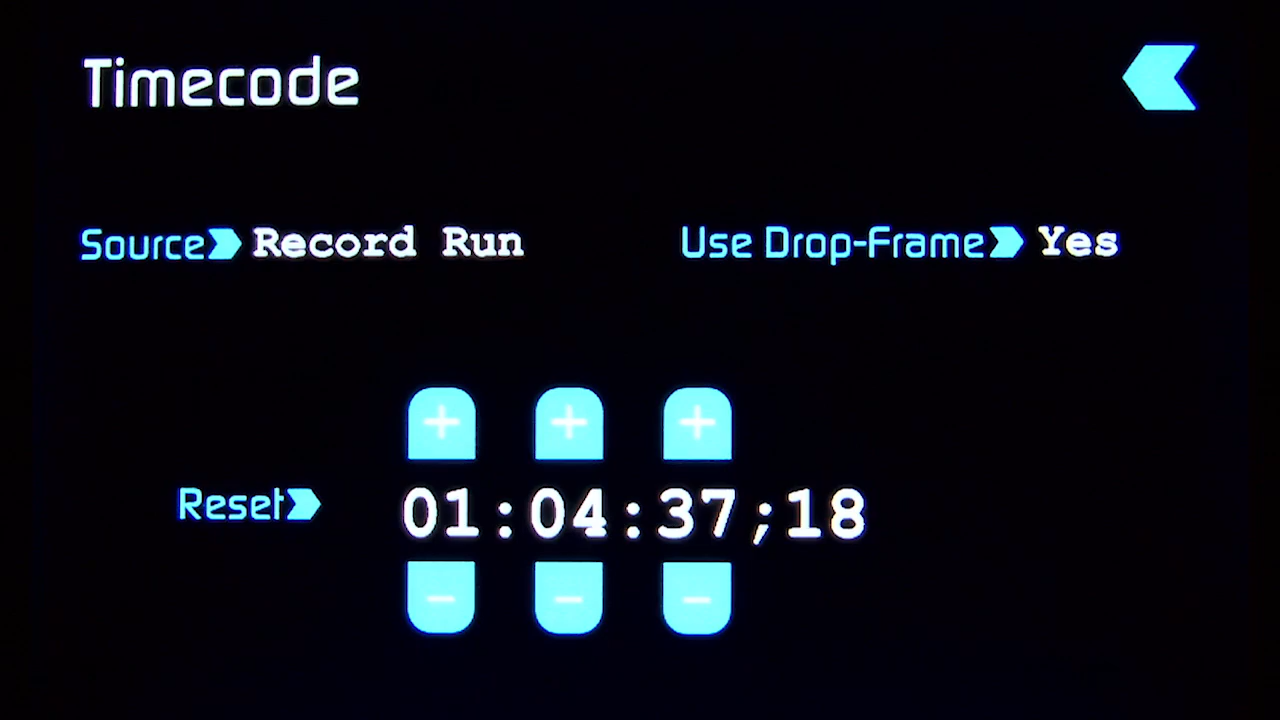 Timecode
Source Record Run Use Drop-Frame Yes
+ + +
Reset 01:04:37;18
- - -